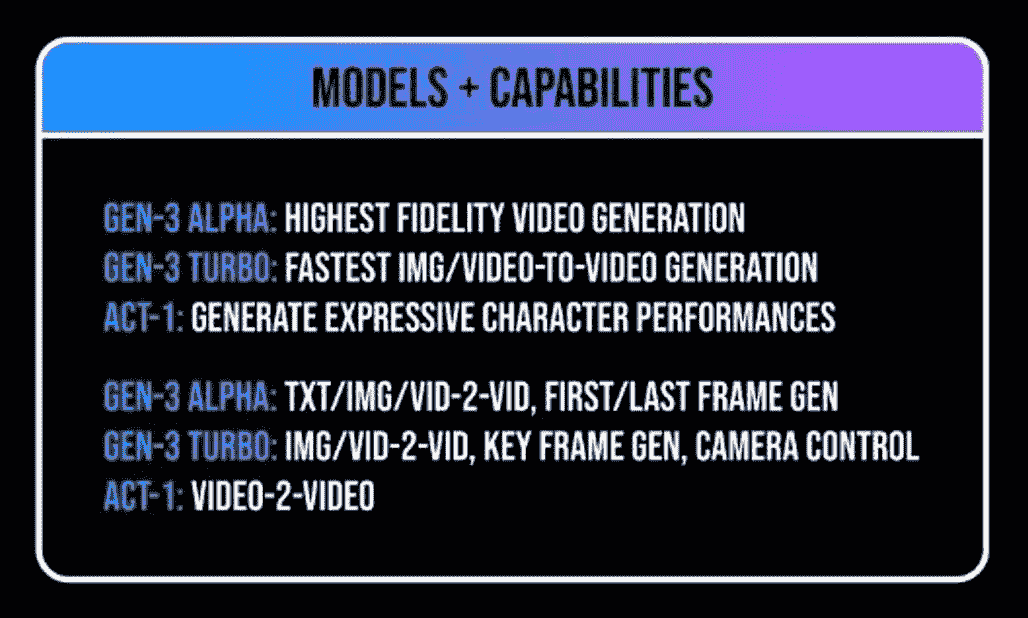 MODELS + CAPABILITIES
GEN-3 ALPHA: HIGHEST FIDELITY VIDEO GENERATION
GEN-3 TURBO: FASTEST IMG/VIDEO-TO-VIDEO GENERATION
ACT-1: GENERATE EXPRESSIVE CHARACTER PERFORMANCES
GEN-3 ALPHA: TXT/IMG/VID-2-VID, FIRST/LAST FRAME GEN
GEN-3 TURBO: IMG/VID-2-VID, KEY FRAME GEN, CAMERA CONTROL
ACT-1: VIDEO-2-VIDEO